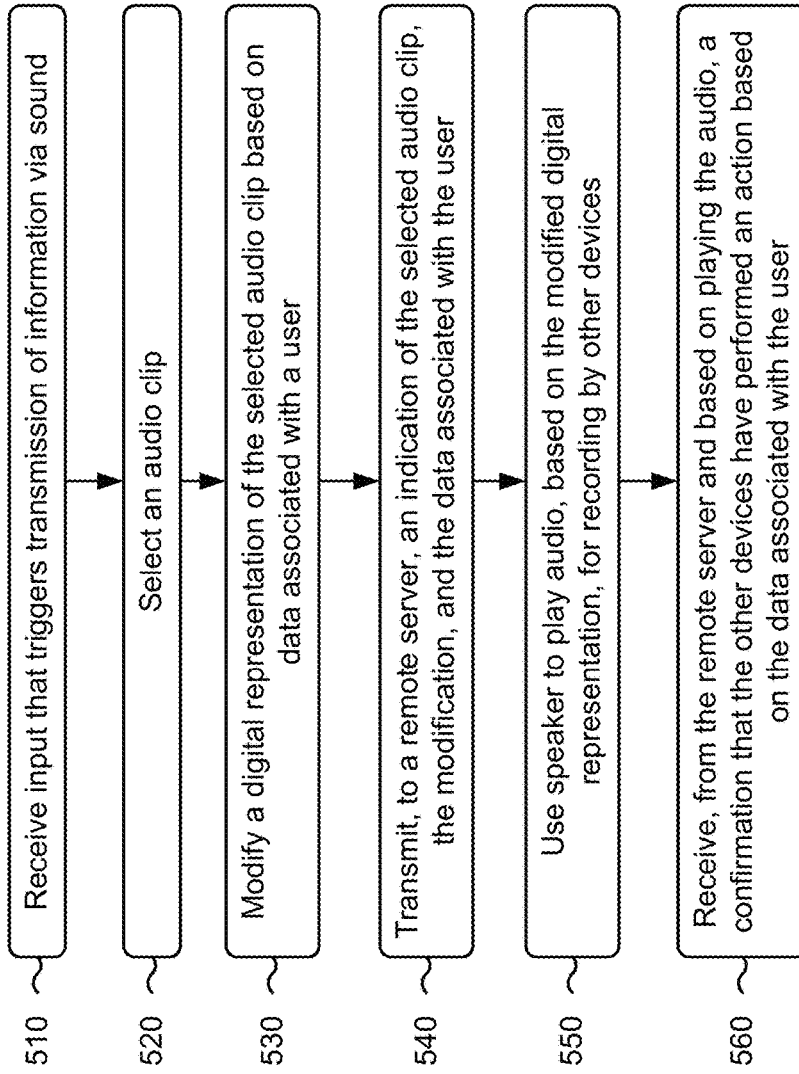 510
Receive input that triggers transmission of information via sound
520
Select an audio clip
530
Modify a digital representation of the selected audio clip based on
data associated with a user
540
Transmit, to a remote server, an indication of the selected audio clip,
the modification, and the data associated with the user
550
Use speaker to play audio, based on the modified digital
representation, for recording by other devices
560
Receive, from the remote server and based on playing the audio, a
confirmation that the other devices have performed an action based
on the data associated with the user